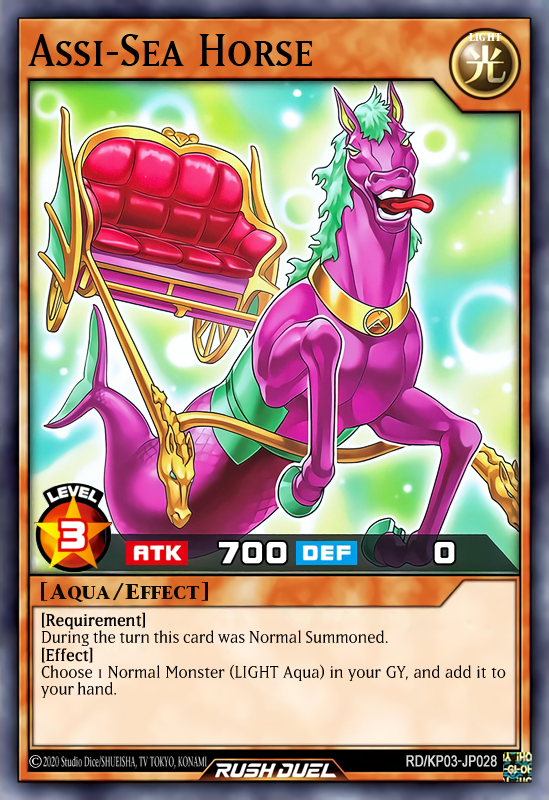 ASSI-SEA HORSE
LIGHT
光
LEVEL
3
ATK 700 DEF 0
[AQUA/EFFECT]
[Requirement]
During the turn this card was Normal Summoned.
[Effect]
Choose 1 Normal Monster (LIGHT Aqua) in your GY, and add it to
your hand.
©2020 Studio Dice/SHUEISHA, TV TOKYO, KONAMI
RUSH DUEL
RD/KP03-JP028